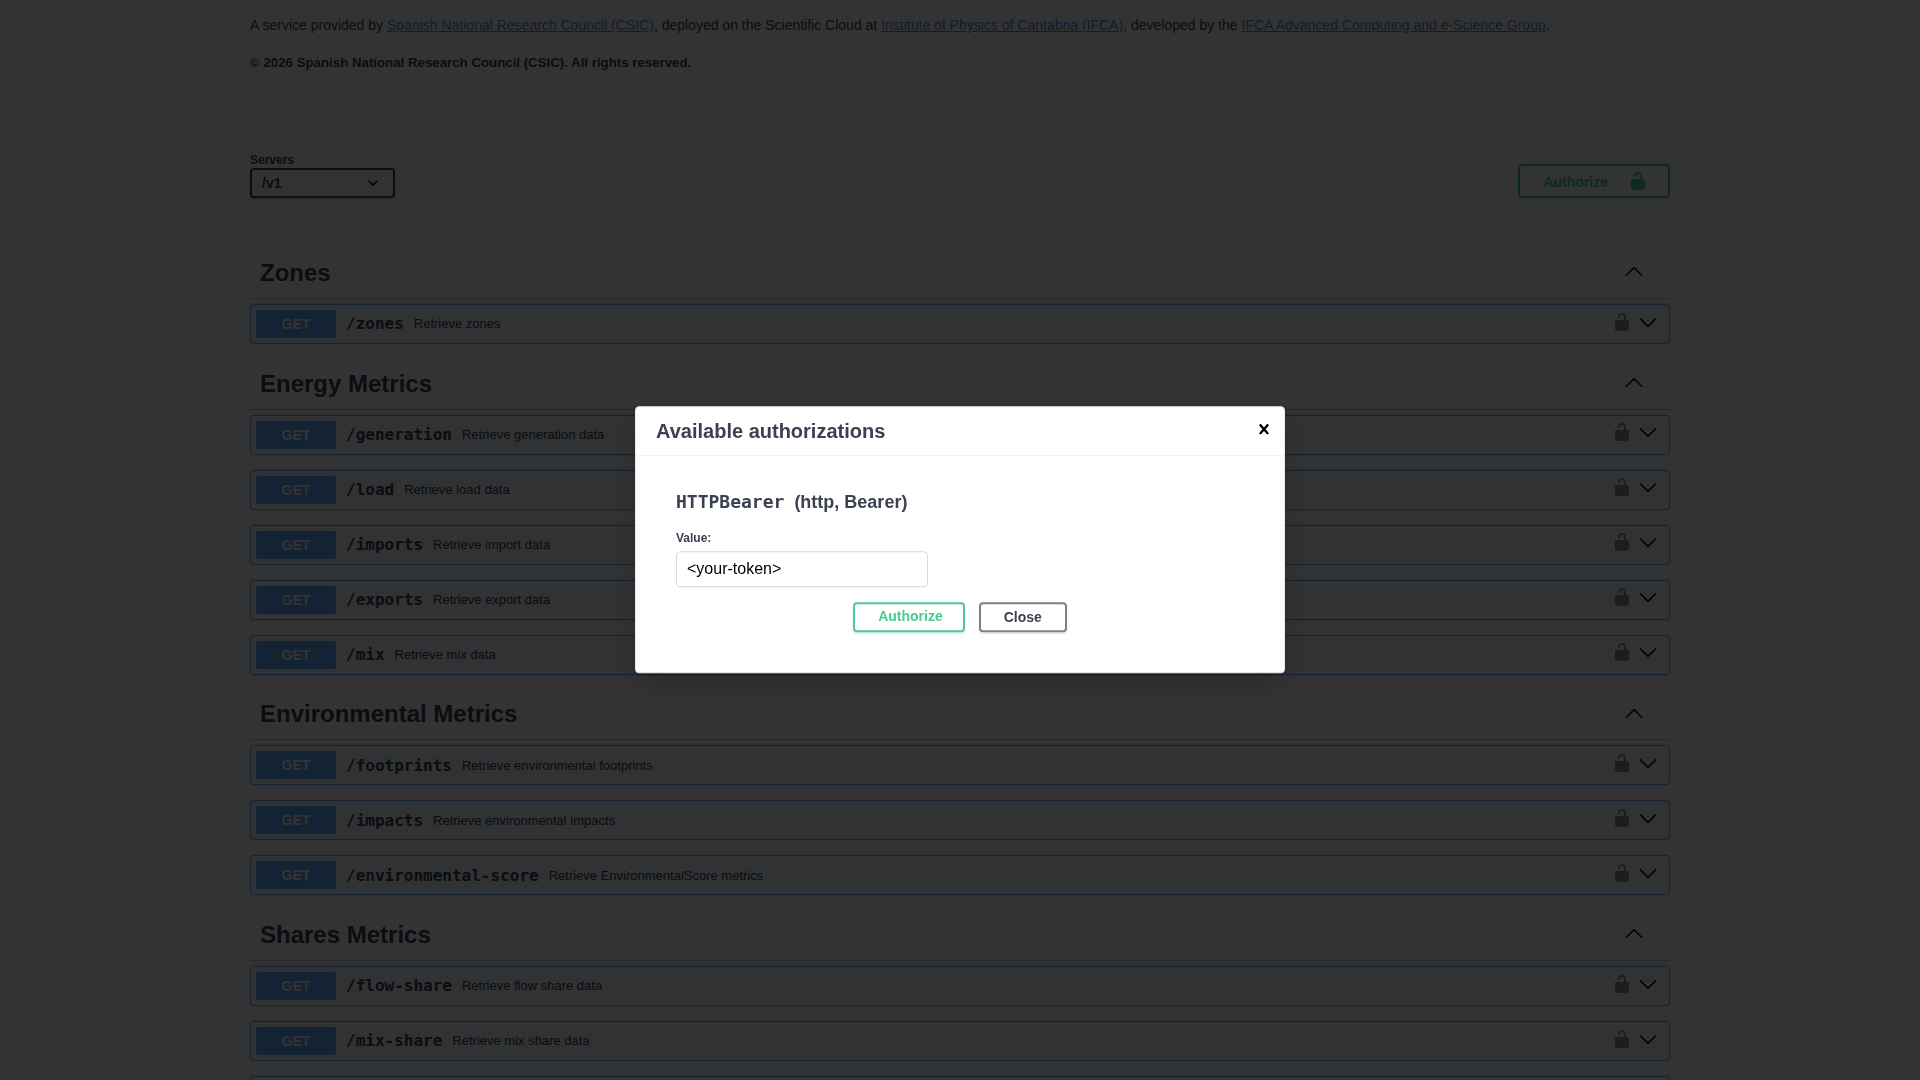 A service provided by Spanish National Research Council (CSIC), deployed on the Scientific Cloud at Institute of Physics of Cantabria (IFCA), developed by the IFCA Advanced Computing and e-Science Group.
© 2026 Spanish National Research Council (CSIC). All rights reserved.
Servers
/v1
Authorize
Zones
GET /zones Retrieve zones
Energy Metrics
GET /generation Retrieve generation data
GET /load Retrieve load data
GET /imports Retrieve import data
GET /exports Retrieve export data
GET /mix Retrieve mix data
Available authorizations
HTTPBearer (http, Bearer)
Value:
<your-token>
Authorize Close
Environmental Metrics
GET /footprints Retrieve environmental footprints
GET /impacts Retrieve environmental impacts
GET /environmental-score Retrieve EnvironmentalScore metrics
Shares Metrics
GET /flow-share Retrieve flow share data
GET /mix-share Retrieve mix share data